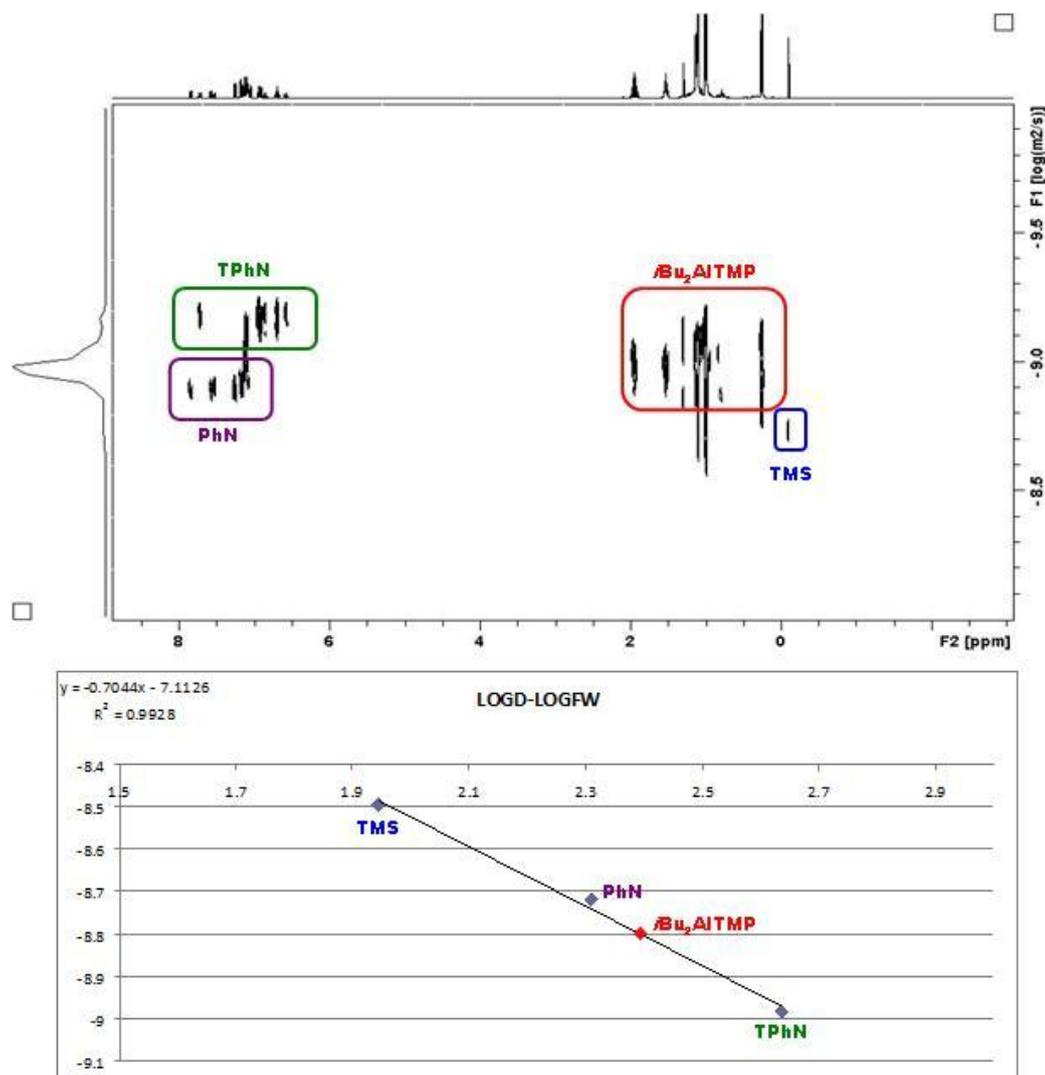 TPhN
iBu₂AlTMP
PhN
TMS
-9.5
-9.0
-8.5
F1 [log(m2/s)]
8 6 4 2 0 F2 [ppm]
y = -0.7044x - 7.1126
R² = 0.9928
LOGD-LOGFW
-8.4
1.5 1.7 1.9 2.1 2.3 2.5 2.7 2.9
-8.5
TMS
-8.6
-8.7
PhN
-8.8
iBu₂AlTMP
-8.9
-9
TPhN
-9.1